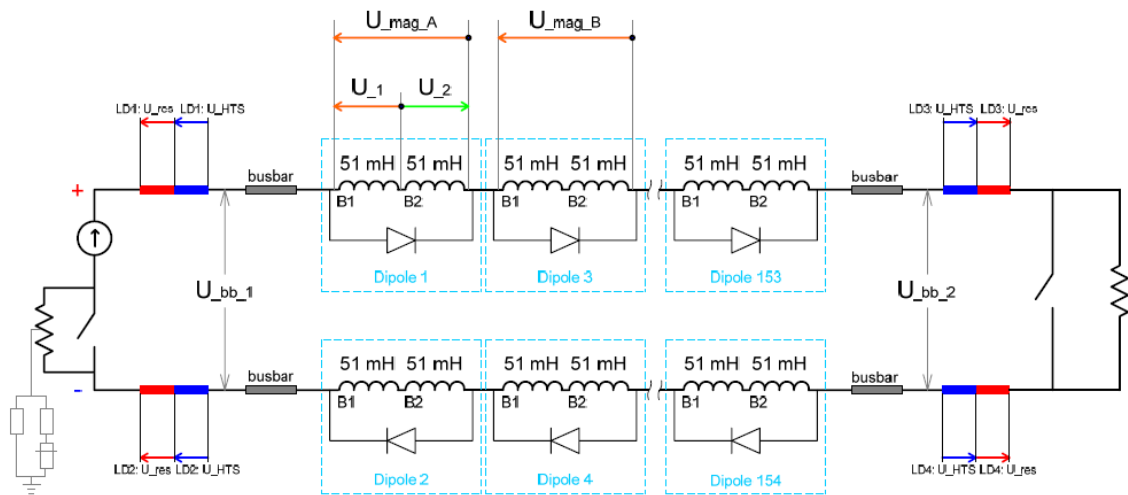 U_mag_A U_mag_B
U_1 U_2
LD1: U_res LD1: U_HTS LD3: U_HTS LD3: U_res
51 mH 51 mH 51 mH 51 mH 51 mH 51 mH
+ busbar busbar
B1 B2 B1 B2 B1 B2
Dipole 1 Dipole 3 Dipole 153
U_bb_1 U_bb_2
51 mH 51 mH 51 mH 51 mH 51 mH 51 mH
- busbar busbar
B1 B2 B1 B2 B1 B2
LD2: U_res LD2: U_HTS Dipole 2 Dipole 4 Dipole 154 LD4: U_HTS LD4: U_res